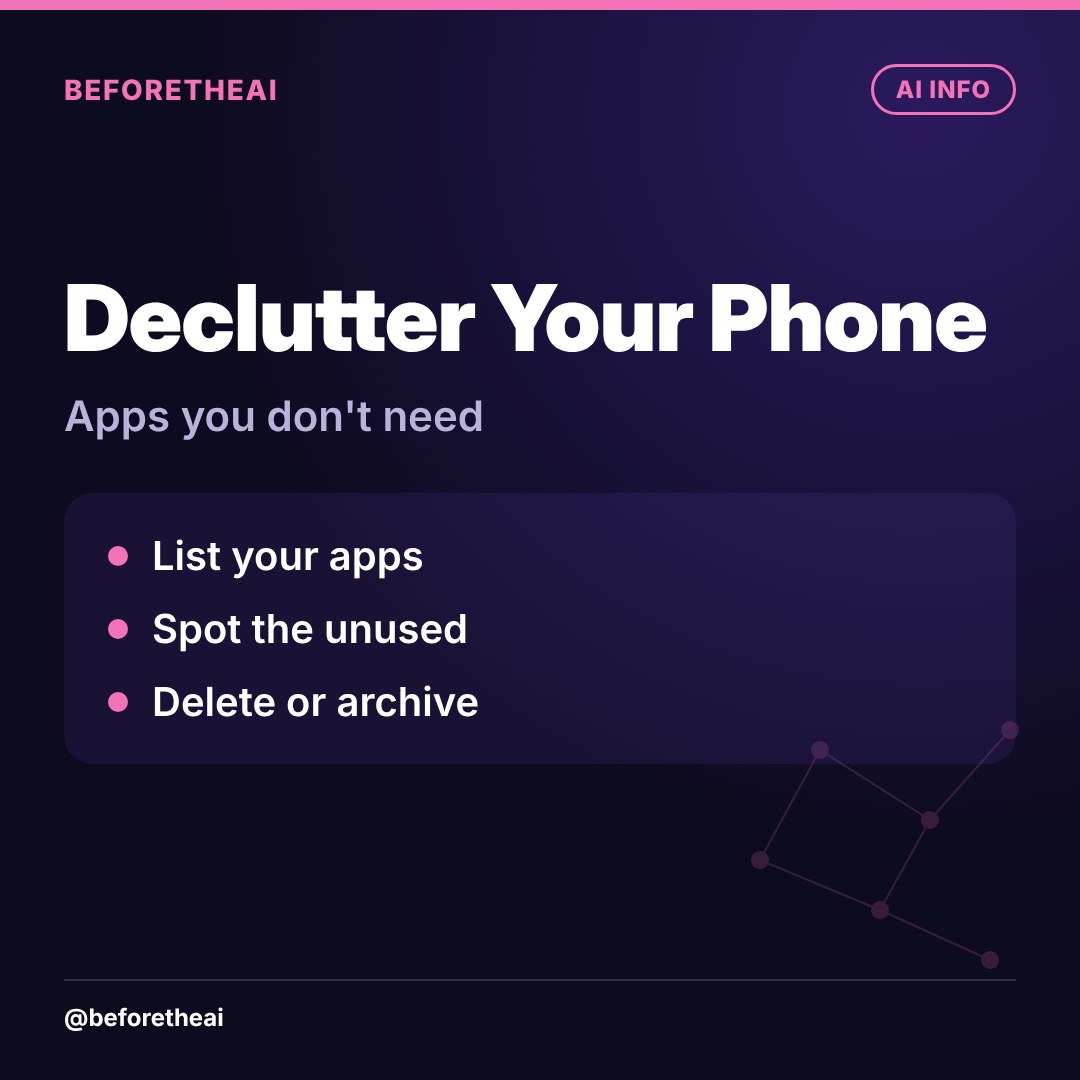 BEFORETHEAI
AI INFO
Declutter Your Phone
Apps you don't need
List your apps
Spot the unused
Delete or archive
@beforetheai